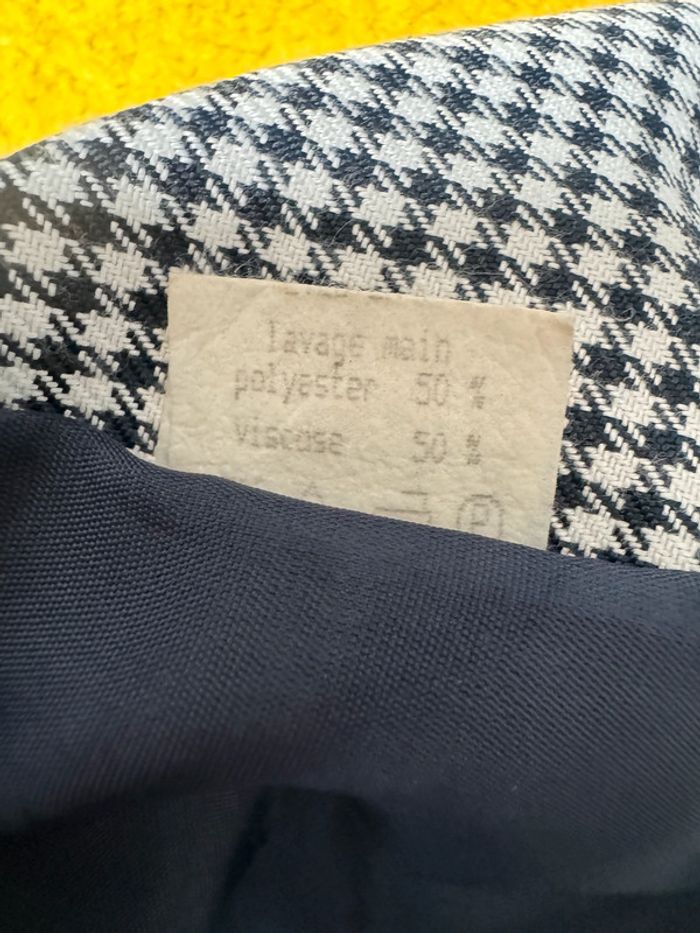 lavage main
polyester 50 %
viscose 50 %
P